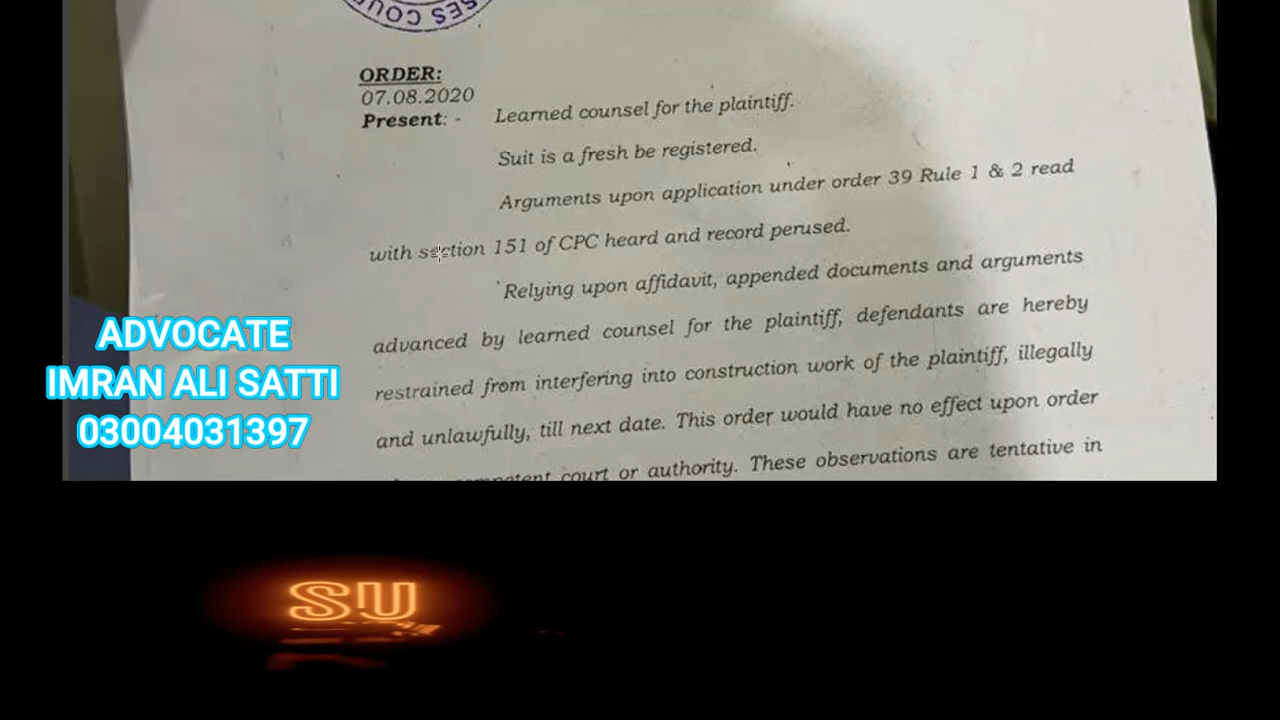 SES COU
ORDER:
07.08.2020
Present: - Learned counsel for the plaintiff.
Suit is a fresh be registered.
Arguments upon application under order 39 Rule 1 & 2 read
with section 151 of CPC heard and record perused.
Relying upon affidavit, appended documents and arguments
advanced by learned counsel for the plaintiff, defendants are hereby
restrained from interfering into construction work of the plaintiff, illegally
and unlawfully, till next date. This order would have no effect upon order
court or authority. These observations are tentative in
ADVOCATE
IMRAN ALI SATTI
03004031397
SU